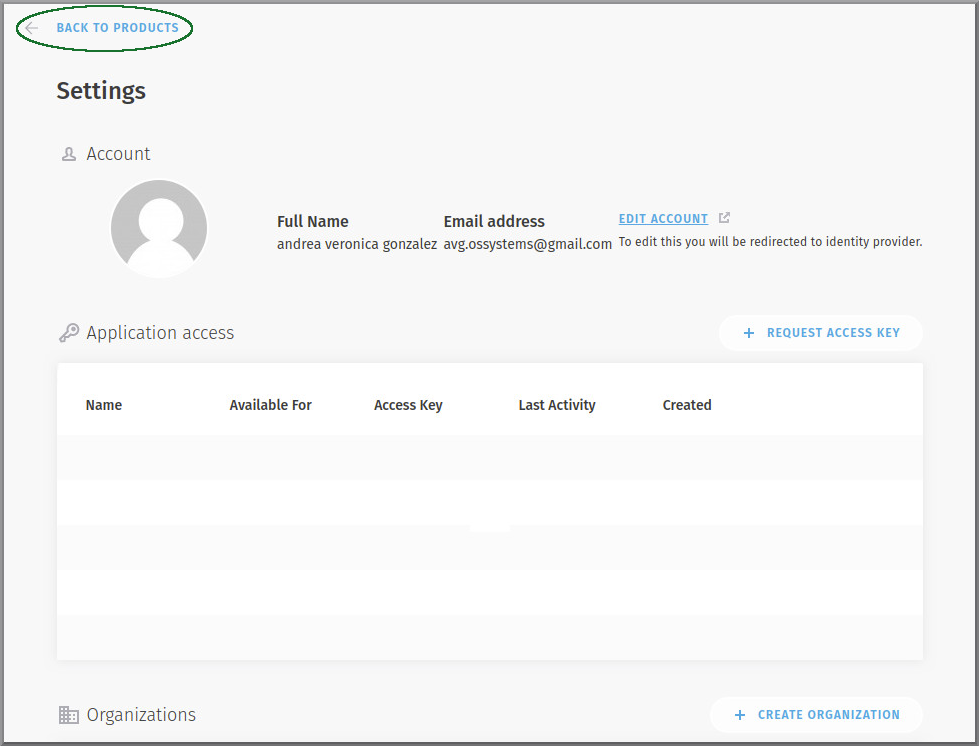 BACK TO PRODUCTS
Settings
Account
Full Name Email address EDIT ACCOUNT
andrea veronica gonzalez avg.ossystems@gmail.com To edit this you will be redirected to identity provider.
Application access + REQUEST ACCESS KEY
Name Available For Access Key Last Activity Created
Organizations + CREATE ORGANIZATION